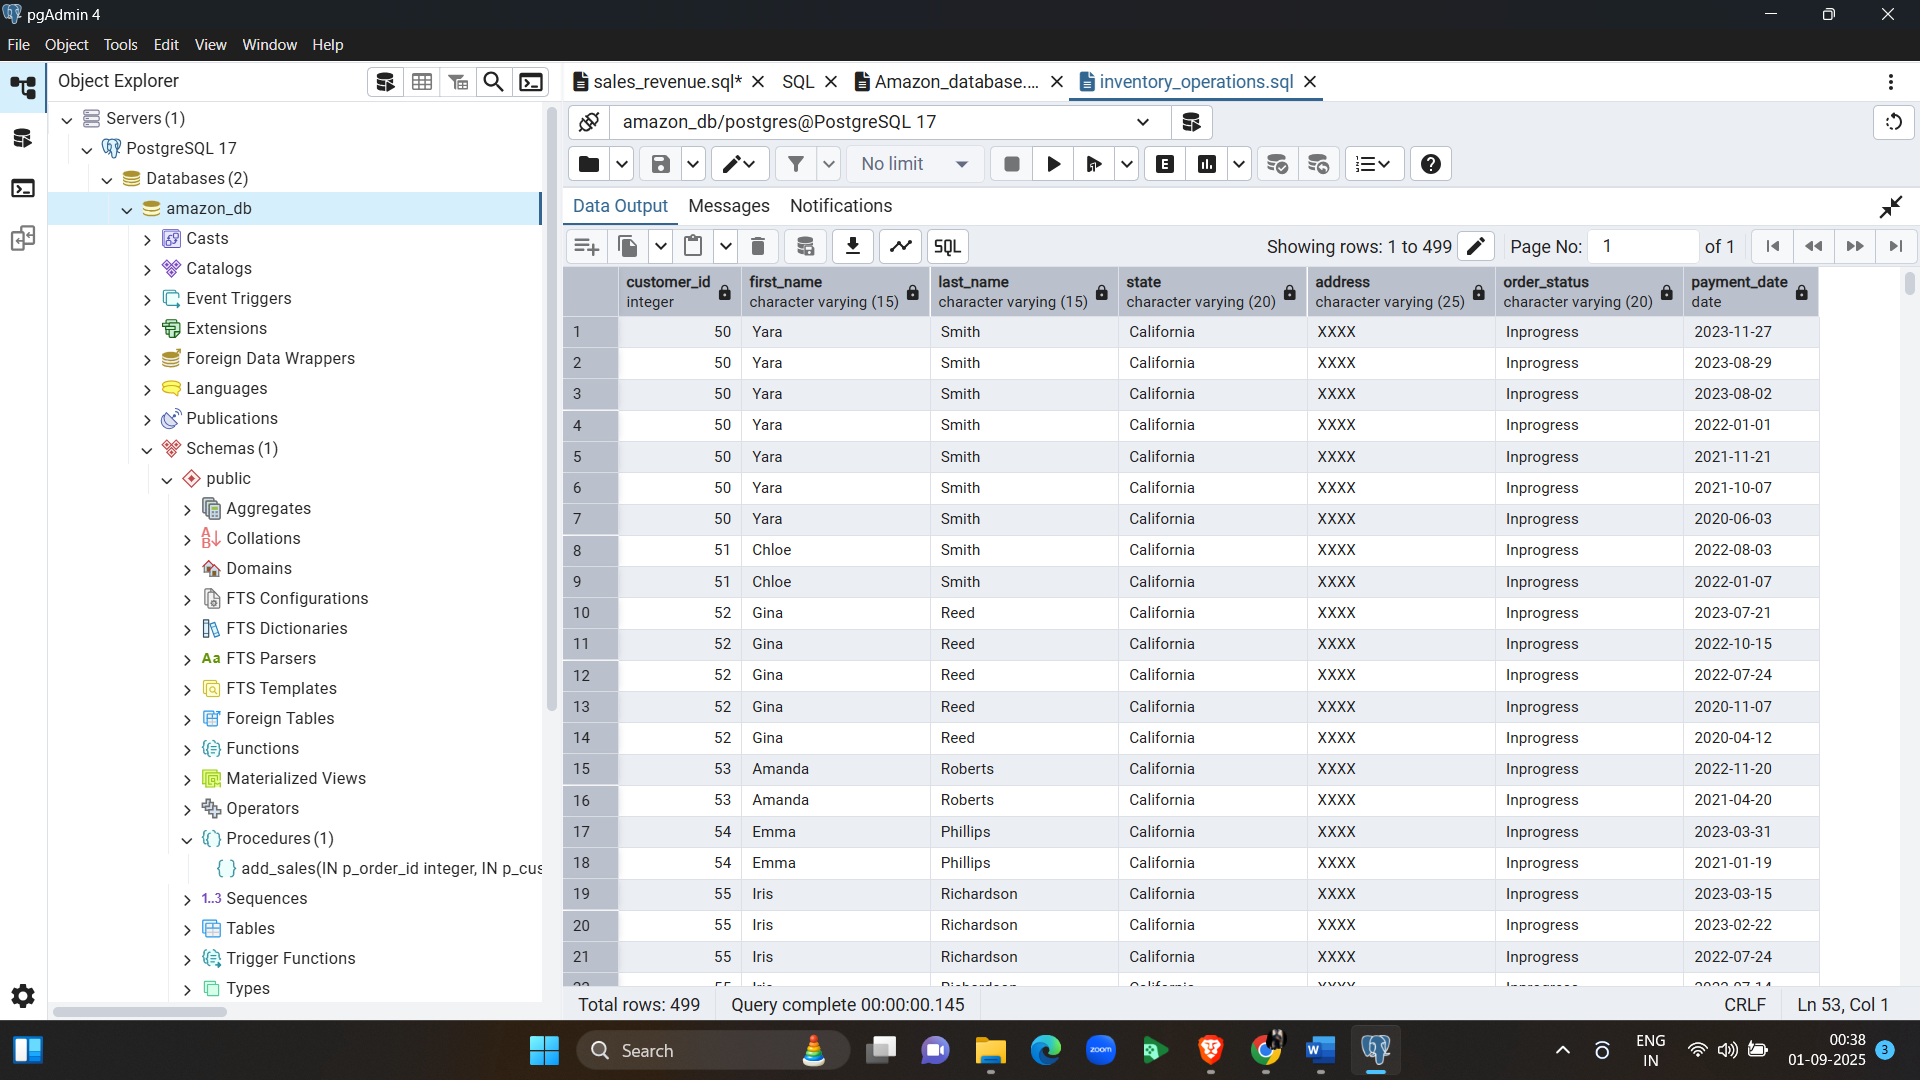 pgAdmin 4
File Object Tools Edit View Window Help
Object Explorer
sales_revenue.sql* SQL Amazon_database.... inventory_operations.sql
Servers (1)
PostgreSQL 17
Databases (2)
amazon_db
Casts
Catalogs
Event Triggers
Extensions
Foreign Data Wrappers
Languages
Publications
Schemas (1)
public
Aggregates
Collations
Domains
FTS Configurations
FTS Dictionaries
FTS Parsers
FTS Templates
Foreign Tables
Functions
Materialized Views
Operators
Procedures (1)
add_sales(IN p_order_id integer, IN p_cus
Sequences
Tables
Trigger Functions
Types
amazon_db/postgres@PostgreSQL 17
No limit
Data Output Messages Notifications
SQL Showing rows: 1 to 499 Page No: 1 of 1
customer_id first_name last_name state address order_status payment_date
integer character varying (15) character varying (15) character varying (20) character varying (25) character varying (20) date
1 50 Yara Smith California XXXX Inprogress 2023-11-27
2 50 Yara Smith California XXXX Inprogress 2023-08-29
3 50 Yara Smith California XXXX Inprogress 2023-08-02
4 50 Yara Smith California XXXX Inprogress 2022-01-01
5 50 Yara Smith California XXXX Inprogress 2021-11-21
6 50 Yara Smith California XXXX Inprogress 2021-10-07
7 50 Yara Smith California XXXX Inprogress 2020-06-03
8 51 Chloe Smith California XXXX Inprogress 2022-08-03
9 51 Chloe Smith California XXXX Inprogress 2022-01-07
10 52 Gina Reed California XXXX Inprogress 2023-07-21
11 52 Gina Reed California XXXX Inprogress 2022-10-15
12 52 Gina Reed California XXXX Inprogress 2022-07-24
13 52 Gina Reed California XXXX Inprogress 2020-11-07
14 52 Gina Reed California XXXX Inprogress 2020-04-12
15 53 Amanda Roberts California XXXX Inprogress 2022-11-20
16 53 Amanda Roberts California XXXX Inprogress 2021-04-20
17 54 Emma Phillips California XXXX Inprogress 2023-03-31
18 54 Emma Phillips California XXXX Inprogress 2021-01-19
19 55 Iris Richardson California XXXX Inprogress 2023-03-15
20 55 Iris Richardson California XXXX Inprogress 2023-02-22
21 55 Iris Richardson California XXXX Inprogress 2022-07-24
Total rows: 499 Query complete 00:00:00.145 CRLF Ln 53, Col 1
Search
zoom
ENG
IN
00:38
01-09-2025
3